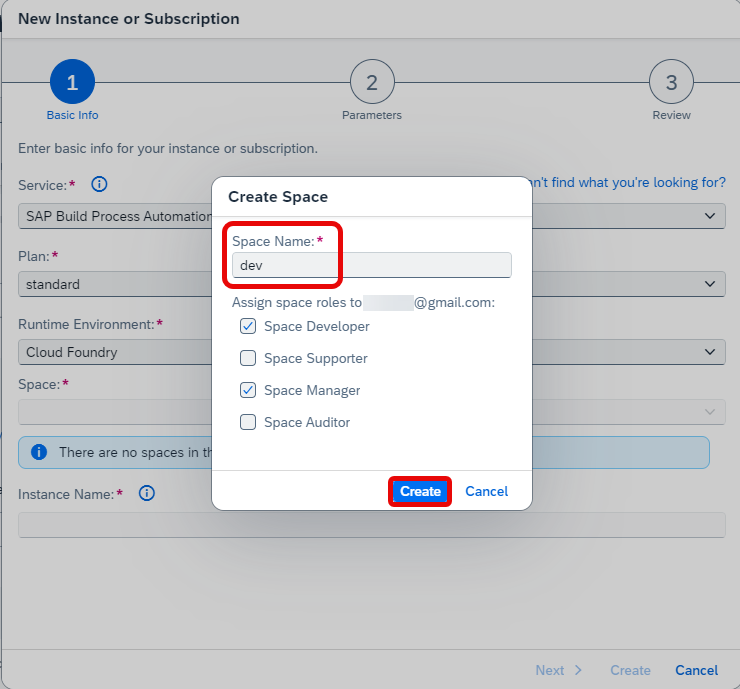 New Instance or Subscription
1
2
3
Basic Info
Parameters
Review
Enter basic info for your instance or subscription.
Service:*
n't find what you're looking for?
SAP Build Process Automation
Plan:*
standard
Runtime Environment:*
Cloud Foundry
Space:*
There are no spaces in th
Instance Name:*
Create Space
Space Name:*
dev
Assign space roles to @gmail.com:
Space Developer
Space Supporter
Space Manager
Space Auditor
Create Cancel
Next Create Cancel